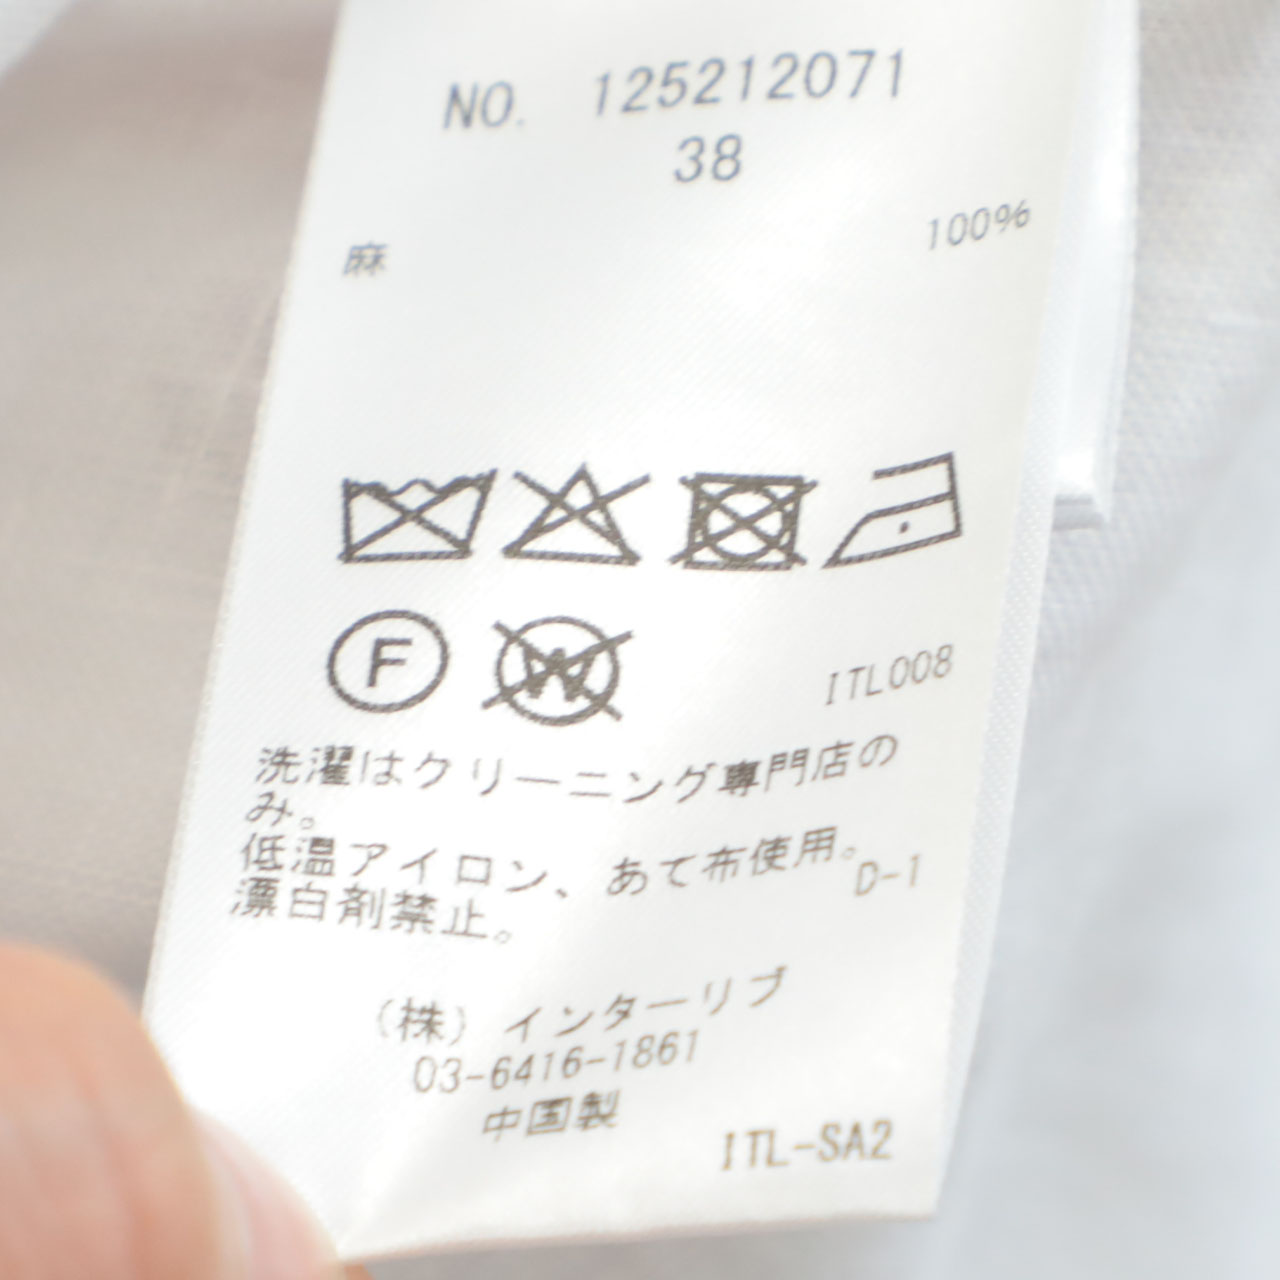 NO. 125212071
38
麻 100%
F W
ITL008
洗濯はクリーニング専門店の
み。
低温アイロン、あて布使用。
漂白剤禁止。
D-1
(株)インターリブ
03-6416-1861
中国製
ITL-SA2